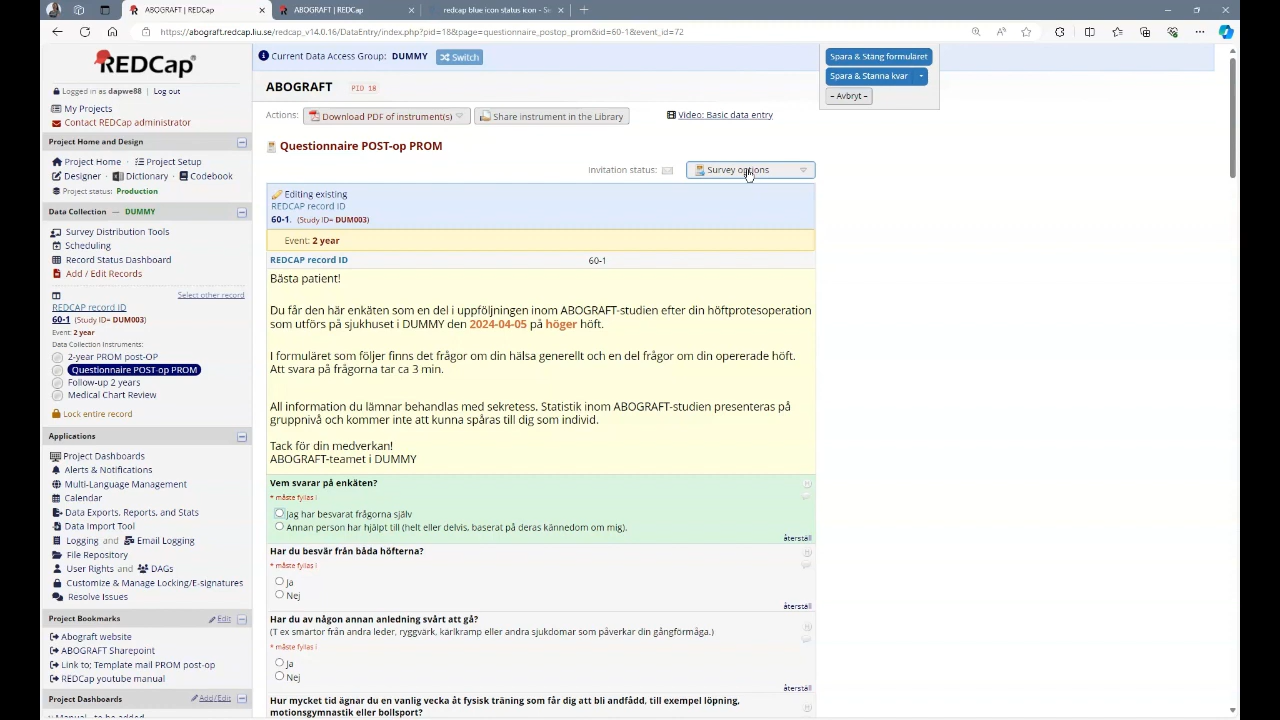 ABOGRAFT | REDCap
ABOGRAFT | REDCap
redcap blue icon status icon - Se
https://abograft.redcap.liu.se/redcap_v14.0.16/DataEntry/index.php?pid=18&page=questionnaire_postop_prom&id=60-1&event_id=72
REDCap
Logged in as dapwe88 | Log out
My Projects
Contact REDCap administrator
Project Home and Design
Project Home · Project Setup
Designer · Dictionary · Codebook
Project status: Production
Data Collection — DUMMY
Survey Distribution Tools
Scheduling
Record Status Dashboard
Add / Edit Records
Select other record
REDCAP record ID
60-1 (Study ID= DUM003)
Event: 2 year
Data Collection Instruments:
2-year PROM post-OP
Questionnaire POST-op PROM
Follow-up 2 years
Medical Chart Review
Lock entire record
Applications
Project Dashboards
Alerts & Notifications
Multi-Language Management
Calendar
Data Exports, Reports, and Stats
Data Import Tool
Logging and Email Logging
File Repository
User Rights and DAGs
Customize & Manage Locking/E-signatures
Resolve Issues
Project Bookmarks Edit
Abograft website
ABOGRAFT Sharepoint
Link to; Template mail PROM post-op
REDCap youtube manual
Project Dashboards Add/Edit
Manual - to be added
Current Data Access Group: DUMMY Switch
ABOGRAFT PID 18
Actions: Download PDF of instrument(s) Share instrument in the Library Video: Basic data entry
Questionnaire POST-op PROM
Invitation status: Survey options
Editing existing
REDCAP record ID
60-1. (Study ID= DUM003)
Event: 2 year
REDCAP record ID 60-1
Bästa patient!
Du får den här enkäten som en del i uppföljningen inom ABOGRAFT-studien efter din höftprotesoperation
som utförs på sjukhuset i DUMMY den 2024-04-05 på höger höft.
I formuläret som följer finns det frågor om din hälsa generellt och en del frågor om din opererade höft.
Att svara på frågorna tar ca 3 min.
All information du lämnar behandlas med sekretess. Statistik inom ABOGRAFT-studien presenteras på
gruppnivå och kommer inte att kunna spåras till dig som individ.
Tack för din medverkan!
ABOGRAFT-teamet i DUMMY
Vem svarar på enkäten?
* måste fyllas i
Jag har besvarat frågorna själv
Annan person har hjälpt till (helt eller delvis, baserat på deras kännedom om mig).
återställ
Har du besvär från båda höfterna?
* måste fyllas i
Ja
Nej
återställ
Har du av någon annan anledning svårt att gå?
(T ex smärtor från andra leder, ryggvärk, kärlkramp eller andra sjukdomar som påverkar din gångförmåga.)
* måste fyllas i
Ja
Nej
återställ
Hur mycket tid ägnar du en vanlig vecka åt fysisk träning som får dig att bli andfådd, till exempel löpning,
motionsgymnastik eller bollsport?
Spara & Stäng formuläret
Spara & Stanna kvar
– Avbryt –